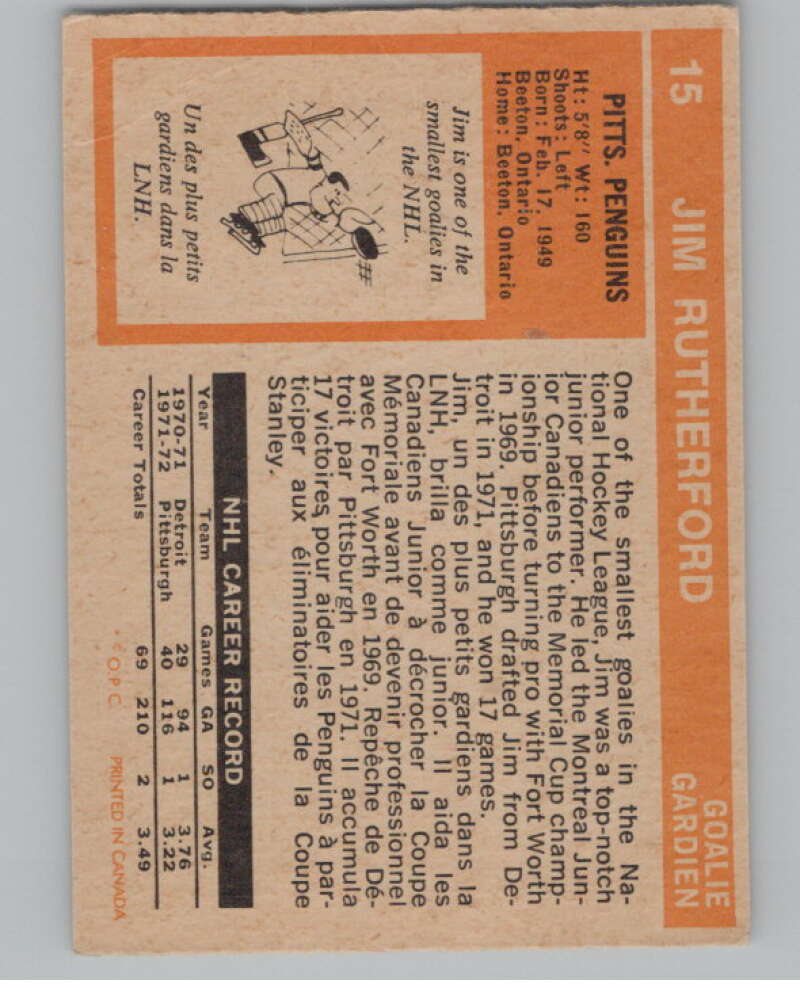 15 JIM RUTHERFORD GOALIE
GARDIEN
PITTS. PENGUINS
Ht: 5'8" Wt: 160
Shoots: Left
Born: Feb. 17, 1949
Beeton, Ontario
Home: Beeton, Ontario
Jim is one of the
smallest goalies in
the NHL.
Un des plus petits
gardiens dans la
LNH.
One of the smallest goalies in the Na-
tional Hockey League, Jim was a top-notch
junior performer. He led the Montreal Jun-
ior Canadiens to the Memorial Cup champ-
ionship before turning pro with Fort Worth
in 1969. Pittsburgh drafted Jim from De-
troit in 1971, and he won 17 games.
Jim, un des plus petits gardiens dans la
LNH, brilla comme junior. Il aida les
Canadiens Junior à décrocher la Coupe
Mémoriale avant de devenir professionnel
avec Fort Worth en 1969. Repêche de Dé-
troit par Pittsburgh en 1971. Il accumula
17 victoires, pour aider les Penguins à par-
ticiper aux éliminatoires de la Coupe
Stanley.
NHL CAREER RECORD
Year Team Games GA SO Avg.
1970-71 Detroit 29 94 1 3.76
1971-72 Pittsburgh 40 116 1 3.22
Career Totals 69 210 2 3.49
O.P.C. PRINTED IN CANADA